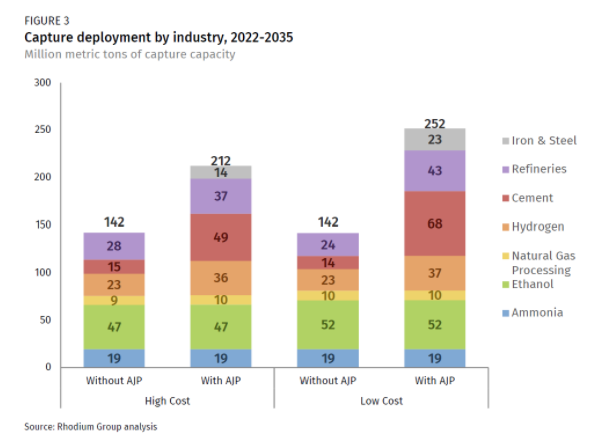 FIGURE 3
Capture deployment by industry, 2022-2035
Million metric tons of capture capacity
300
250
200
150
100
50
0
142
28
15
23
9
47
19
212
14
37
49
36
10
47
19
142
24
14
23
10
52
19
252
23
43
68
37
10
52
19
Without AJP
With AJP
Without AJP
With AJP
High Cost
Low Cost
Iron & Steel
Refineries
Cement
Hydrogen
Natural Gas
Processing
Ethanol
Ammonia
Source: Rhodium Group analysis